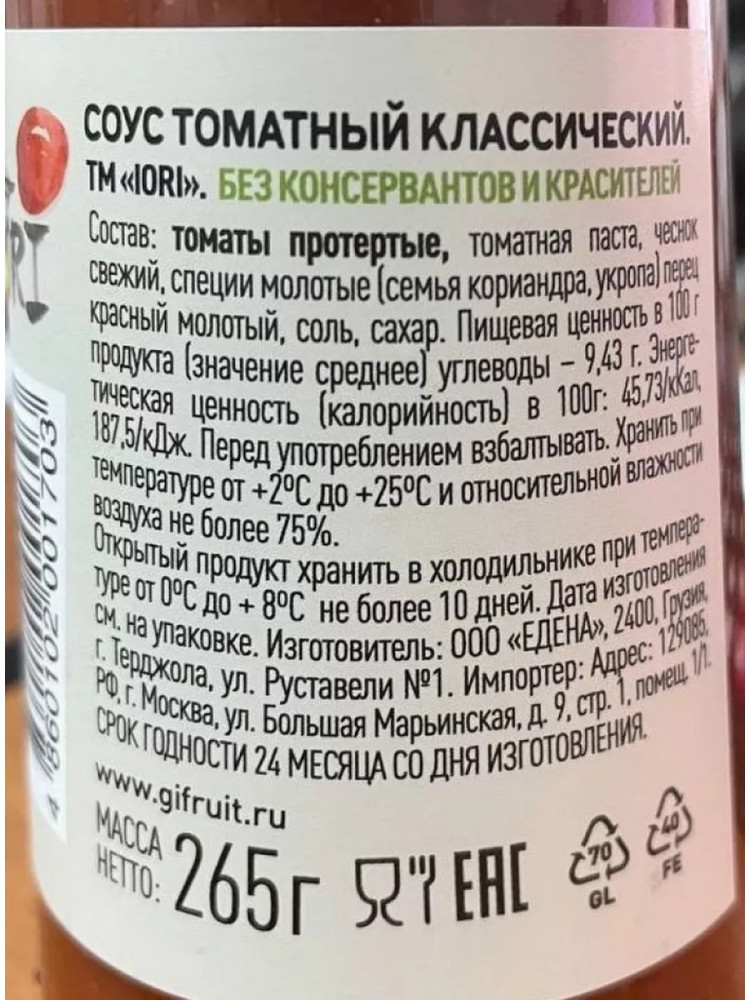 СОУС ТОМАТНЫЙ КЛАССИЧЕСКИЙ.
ТМ «IORI». БЕЗ КОНСЕРВАНТОВ И КРАСИТЕЛЕЙ
Состав: томаты протертые, томатная паста, чеснок
свежий, специи молотые (семья кориандра, укропа) перец
красный молотый, соль, сахар. Пищевая ценность в 100 г
продукта (значение среднее) углеводы – 9,43 г. Энерге-
тическая ценность (калорийность) в 100г: 45,73/кКал,
187,5/кДж. Перед употреблением взбалтывать. Хранить при
температуре от +2°С до +25°С и относительной влажности
воздуха не более 75%.
Открытый продукт хранить в холодильнике при темпера-
туре от 0°С до + 8°С не более 10 дней. Дата изготовления
см. на упаковке. Изготовитель: ООО «ЕДЕНА», 2400, Грузия,
г. Терджола, ул. Руставели №1. Импортер: Адрес: 129085,
РФ, г. Москва, ул. Большая Марьинская, д. 9, стр. 1, помещ. 1/1.
СРОК ГОДНОСТИ 24 МЕСЯЦА СО ДНЯ ИЗГОТОВЛЕНИЯ.
www.gifruit.ru
МАССА
НЕТТО: 265г
EAC
70
GL
40
FE
4 860102 001703